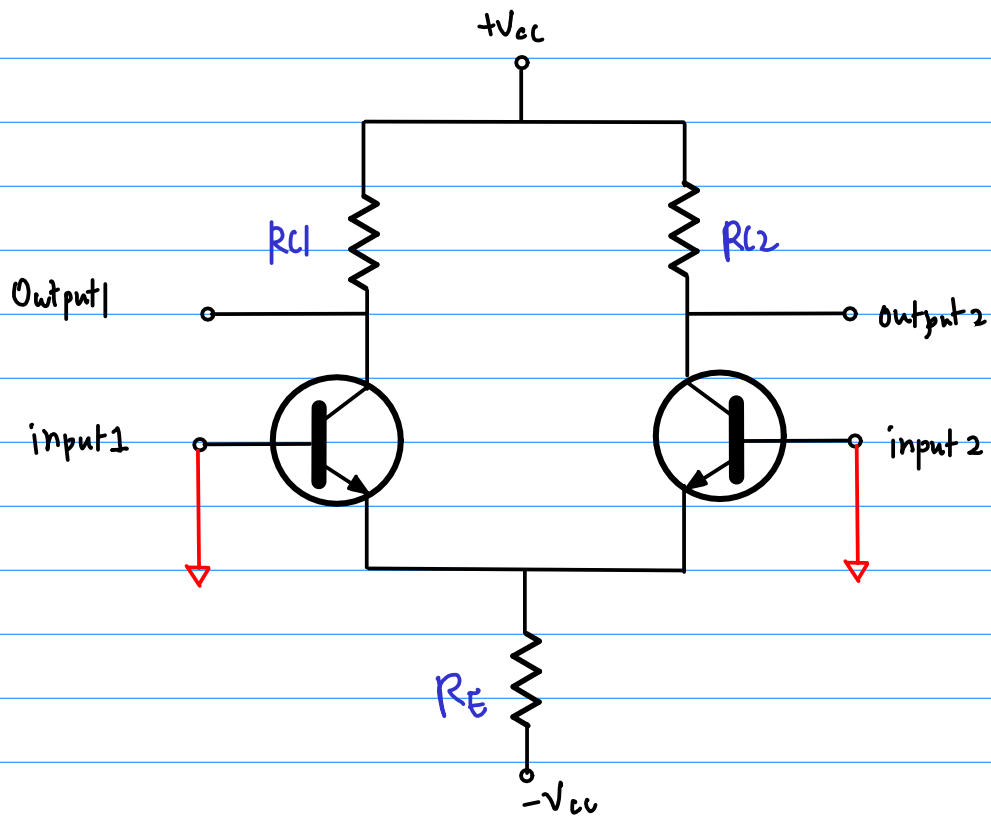 +Vcc
RC1
RC2
Output1
output2
input1
input2
RE
-Vcc